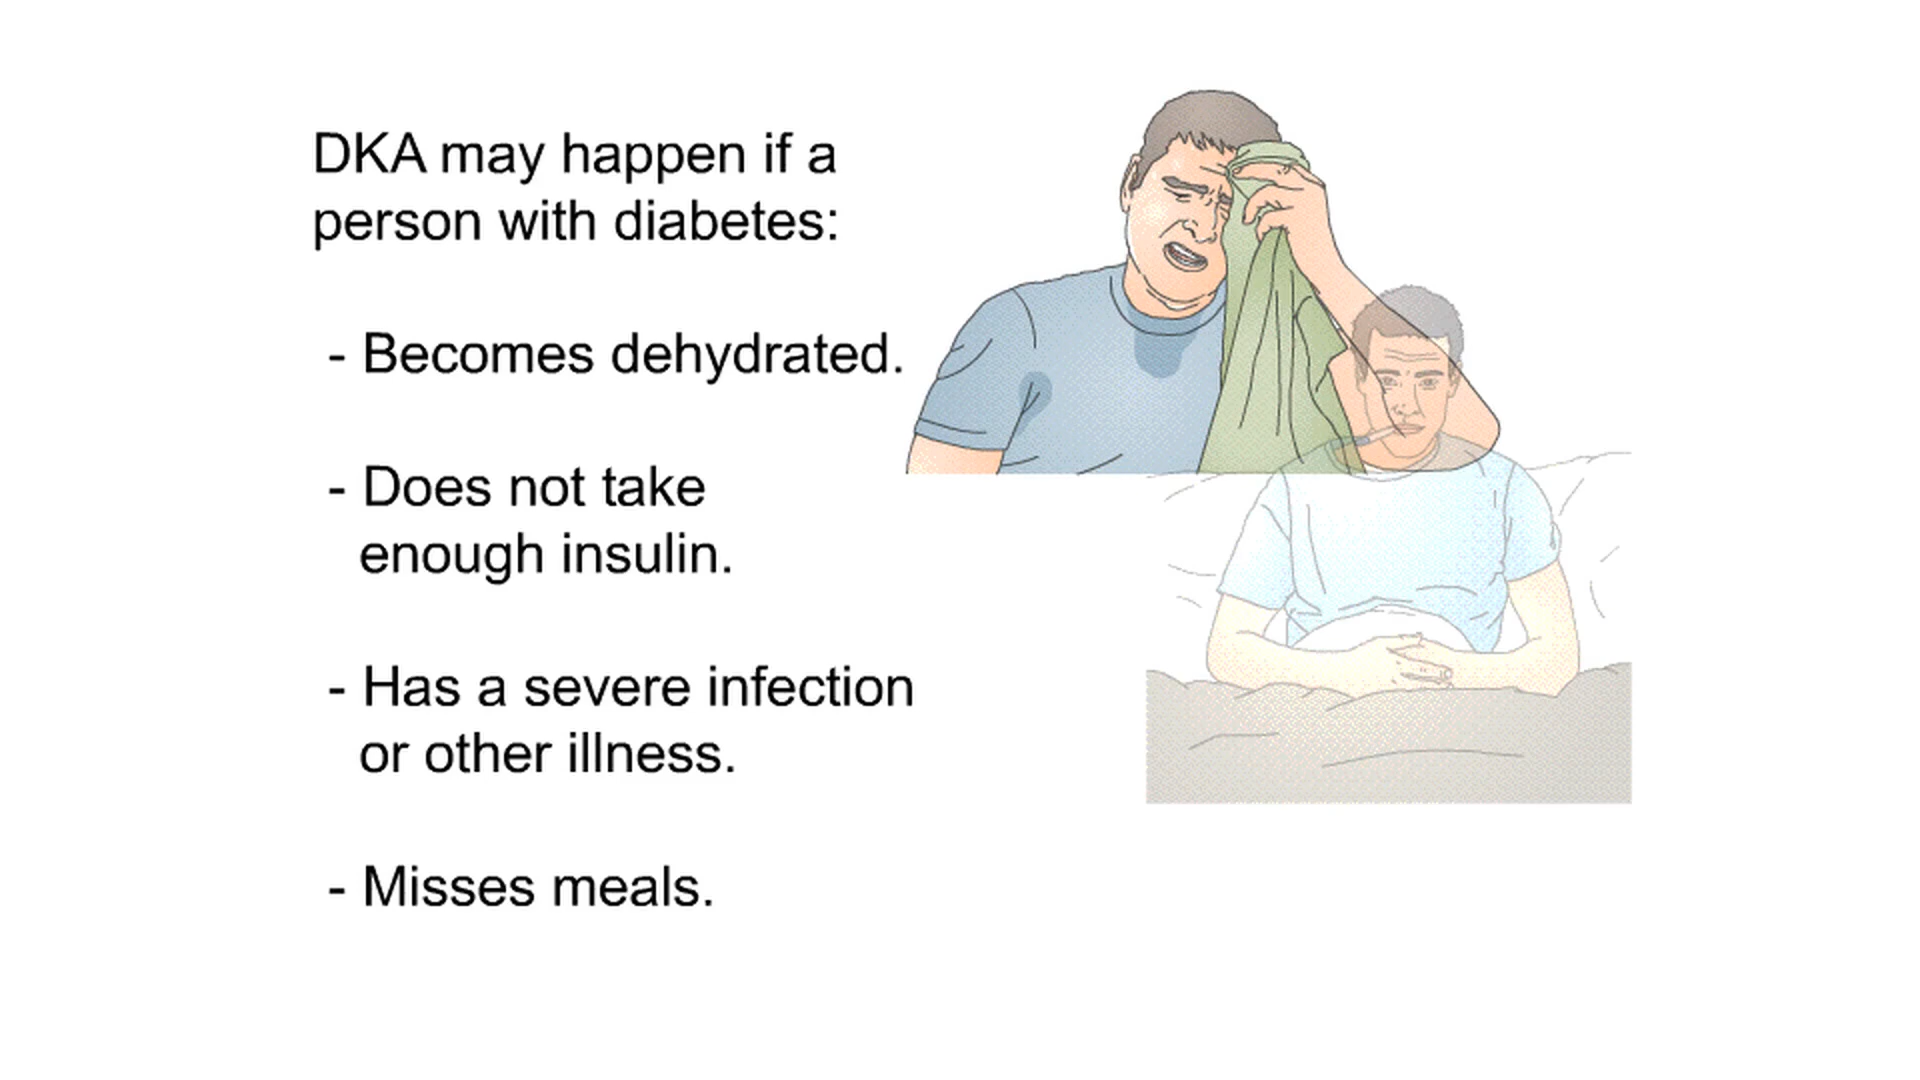 DKA may happen if a
person with diabetes:
- Becomes dehydrated.
- Does not take
enough insulin.
- Has a severe infection
or other illness.
- Misses meals.